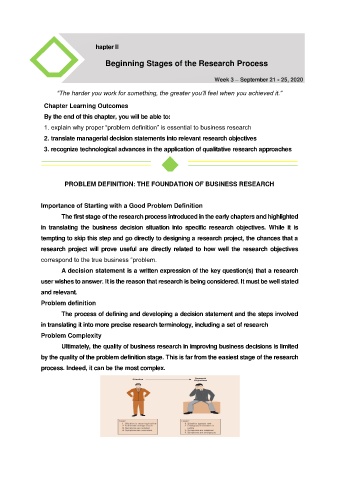 hapter II
Beginning Stages of the Research Process
Week 3 – September 21 - 25, 2020
"The harder you work for something, the greater you'll feel when you achieved it."
Chapter Learning Outcomes
By the end of this chapter, you will be able to:
1. explain why proper "problem definition" is essential to business research
2. translate managerial decision statements into relevant research objectives
3. recognize technological advances in the application of qualitative research approaches
PROBLEM DEFINITION: THE FOUNDATION OF BUSINESS RESEARCH
Importance of Starting with a Good Problem Definition
The first stage of the research process introduced in the early chapters and highlighted
in translating the business decision situation into specific research objectives. While it is
tempting to skip this step and go directly to designing a research project, the chances that a
research project will prove useful are directly related to how well the research objectives
correspond to the true business "problem.
A decision statement is a written expression of the key question(s) that a research
user wishes to answer. It is the reason that research is being considered. It must be well stated
and relevant.
Problem definition
The process of defining and developing a decision statement and the steps involved
in translating it into more precise research terminology, including a set of research
Problem Complexity
Ultimately, the quality of business research in improving business decisions is limited
by the quality of the problem definition stage. This is far from the easiest stage of the research
process. Indeed, it can be the most complex.